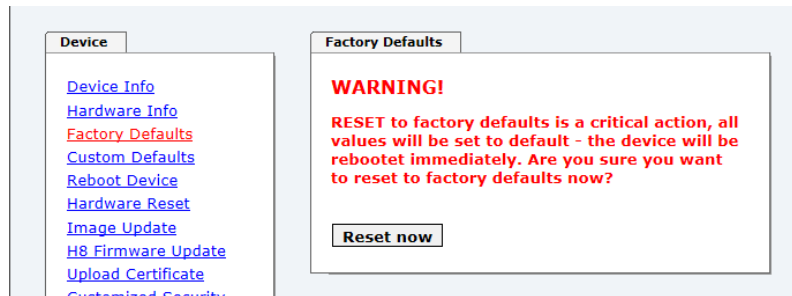 Device
Device Info
Hardware Info
Factory Defaults
Custom Defaults
Reboot Device
Hardware Reset
Image Update
H8 Firmware Update
Upload Certificate
Customized Security
Factory Defaults
WARNING!
RESET to factory defaults is a critical action, all
values will be set to default - the device will be
rebootet immediately. Are you sure you want
to reset to factory defaults now?
Reset now